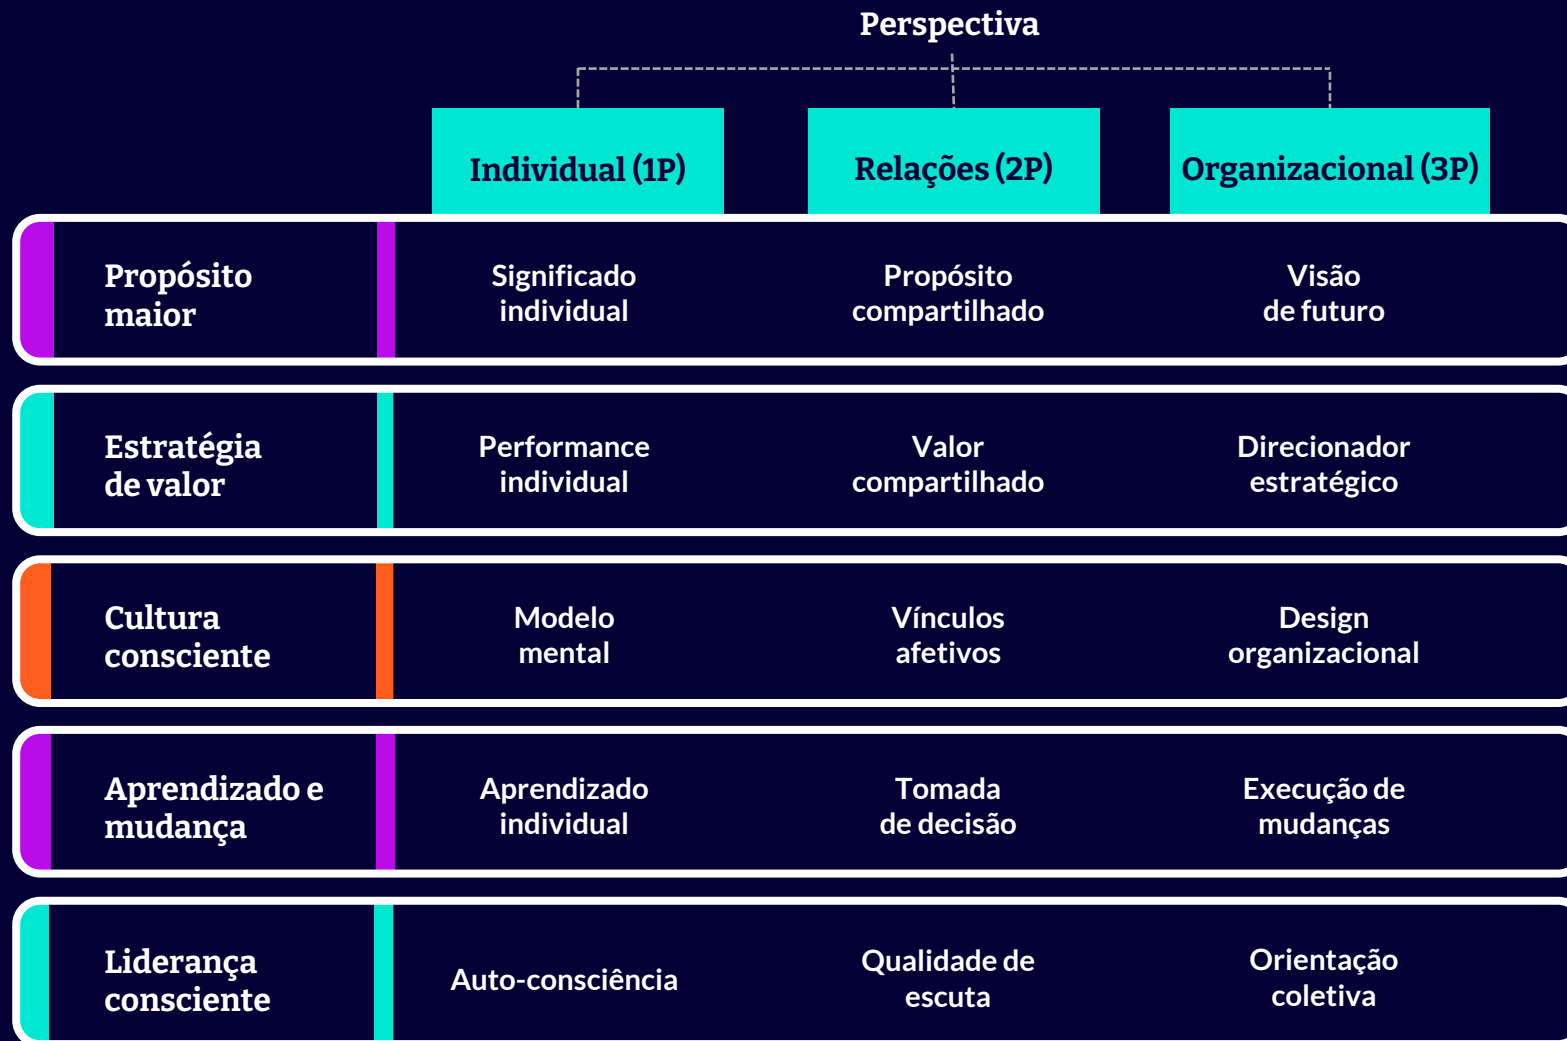 Perspectiva
Individual (1P)
Relações (2P)
Organizacional (3P)
Propósito
maior
Significado
individual
Propósito
compartilhado
Visão
de futuro
Estratégia
de valor
Performance
individual
Valor
compartilhado
Direcionador
estratégico
Cultura
consciente
Modelo
mental
Vínculos
afetivos
Design
organizacional
Aprendizado e
mudança
Aprendizado
individual
Tomada
de decisão
Execução de
mudanças
Liderança
consciente
Auto-consciência
Qualidade de
escuta
Orientação
coletiva